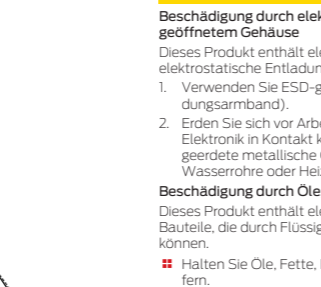 Beschädigung durch elek
geöffnetem Gehäuse
Dieses Produkt enthält ele
elektrostatische Entladun
1. Verwenden Sie ESD-g
dungsarmband).
2. Erden Sie sich vor Arbe
Elektronik in Kontakt k
geerdete metallische
Wasserrohre oder Hei
Beschädigung durch Öle
Dieses Produkt enthält ele
Bauteile, die durch Flüssig
können.
Halten Sie Öle, Fette,
fern.